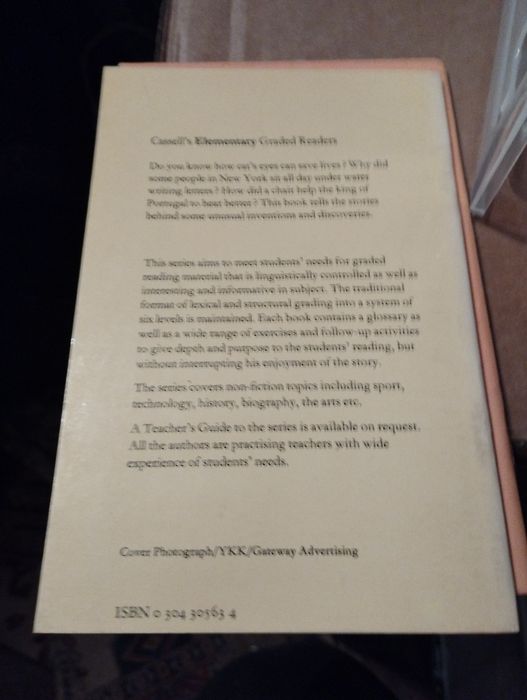 Cassell's Elementary Graded Readers
Do you know how cat's eyes can save lives? Why did
some people in New York sit all day under water
writing letters? How did a chair help the king of
Portugal to hear better? This book tells the stories
behind some unusual inventions and discoveries.
This series aims to meet students' needs for graded
reading material that is linguistically controlled as well as
interesting and informative in subject. The traditional
format of lexical and structural grading into a system of
six levels is maintained. Each book contains a glossary as
well as a wide range of exercises and follow-up activities
to give depth and purpose to the students' reading, but
without interrupting his enjoyment of the story.
The series covers non-fiction topics including sport,
technology, history, biography, the arts etc.
A Teacher's Guide to the series is available on request.
All the authors are practising teachers with wide
experience of students' needs.
Cover Photograph/YKK/Gateway Advertising
ISBN 0 304 30563 4